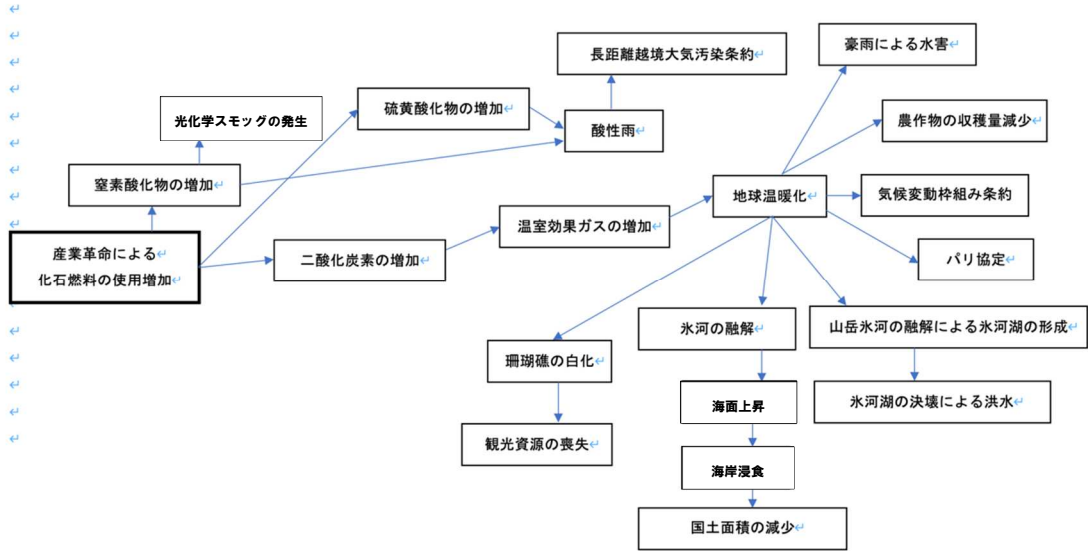 豪雨による水害
長距離越境大気汚染条約
硫黄酸化物の増加
光化学スモッグの発生
酸性雨
農作物の収穫量減少
窒素酸化物の増加
地球温暖化
気候変動枠組み条約
温室効果ガスの増加
産業革命による
化石燃料の使用増加
二酸化炭素の増加
パリ協定
氷河の融解
山岳氷河の融解による氷河湖の形成
珊瑚礁の白化
海面上昇
氷河湖の決壊による洪水
観光資源の喪失
海岸浸食
国土面積の減少